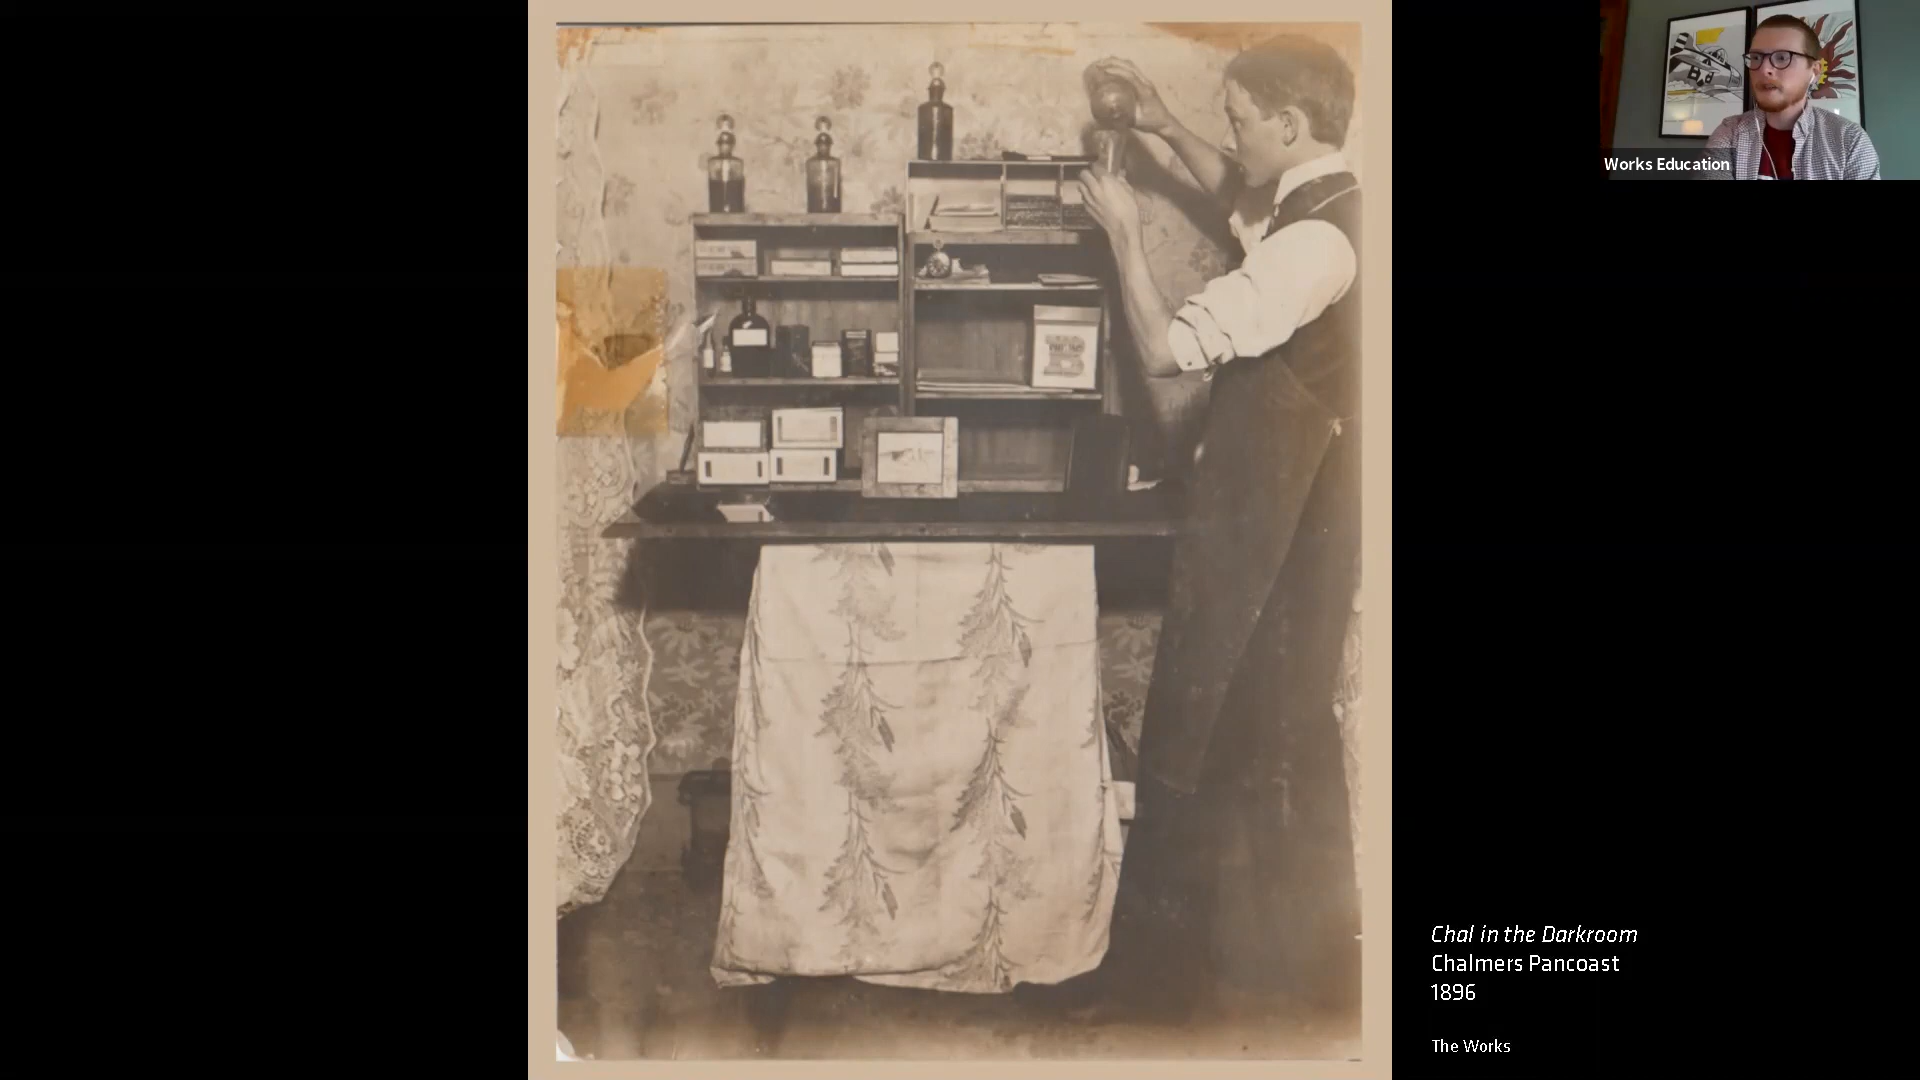 Works Education
Chal in the Darkroom
Chalmers Pancoast
1896
The Works